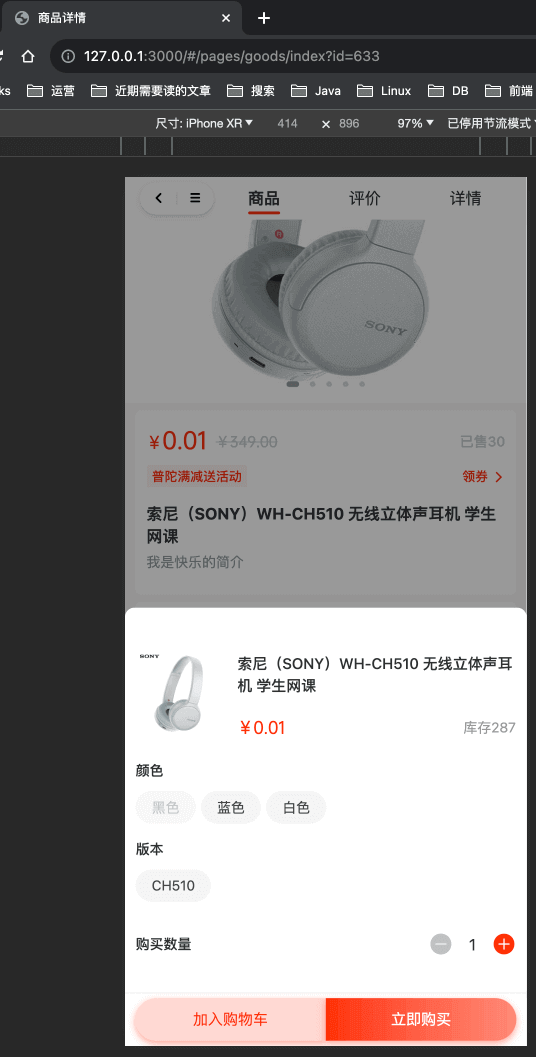 商品详情
127.0.0.1:3000/#/pages/goods/index?id=633
ks 运营 近期需要读的文章 搜索 Java Linux DB 前端
尺寸: iPhone XR 414 × 896 97% 已停用节流模式
商品 评价 详情
SONY
¥0.01 ¥349.00 已售30
普陀满减送活动 领券
索尼（SONY）WH-CH510 无线立体声耳机 学生
网课
我是快乐的简介
SONY
索尼（SONY）WH-CH510 无线立体声耳
机 学生网课
¥0.01 库存287
颜色
黑色 蓝色 白色
版本
CH510
购买数量 1
加入购物车 立即购买